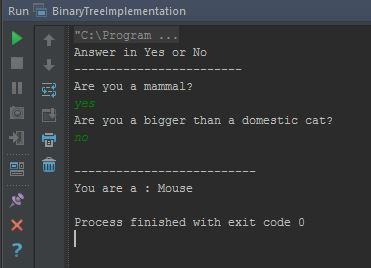 Run BinaryTreeImplementation
"C:\Program ...
Answer in Yes or No
------------------------
Are you a mammal?
yes
Are you a bigger than a domestic cat?
no
--------------------------
You are a : Mouse
Process finished with exit code 0